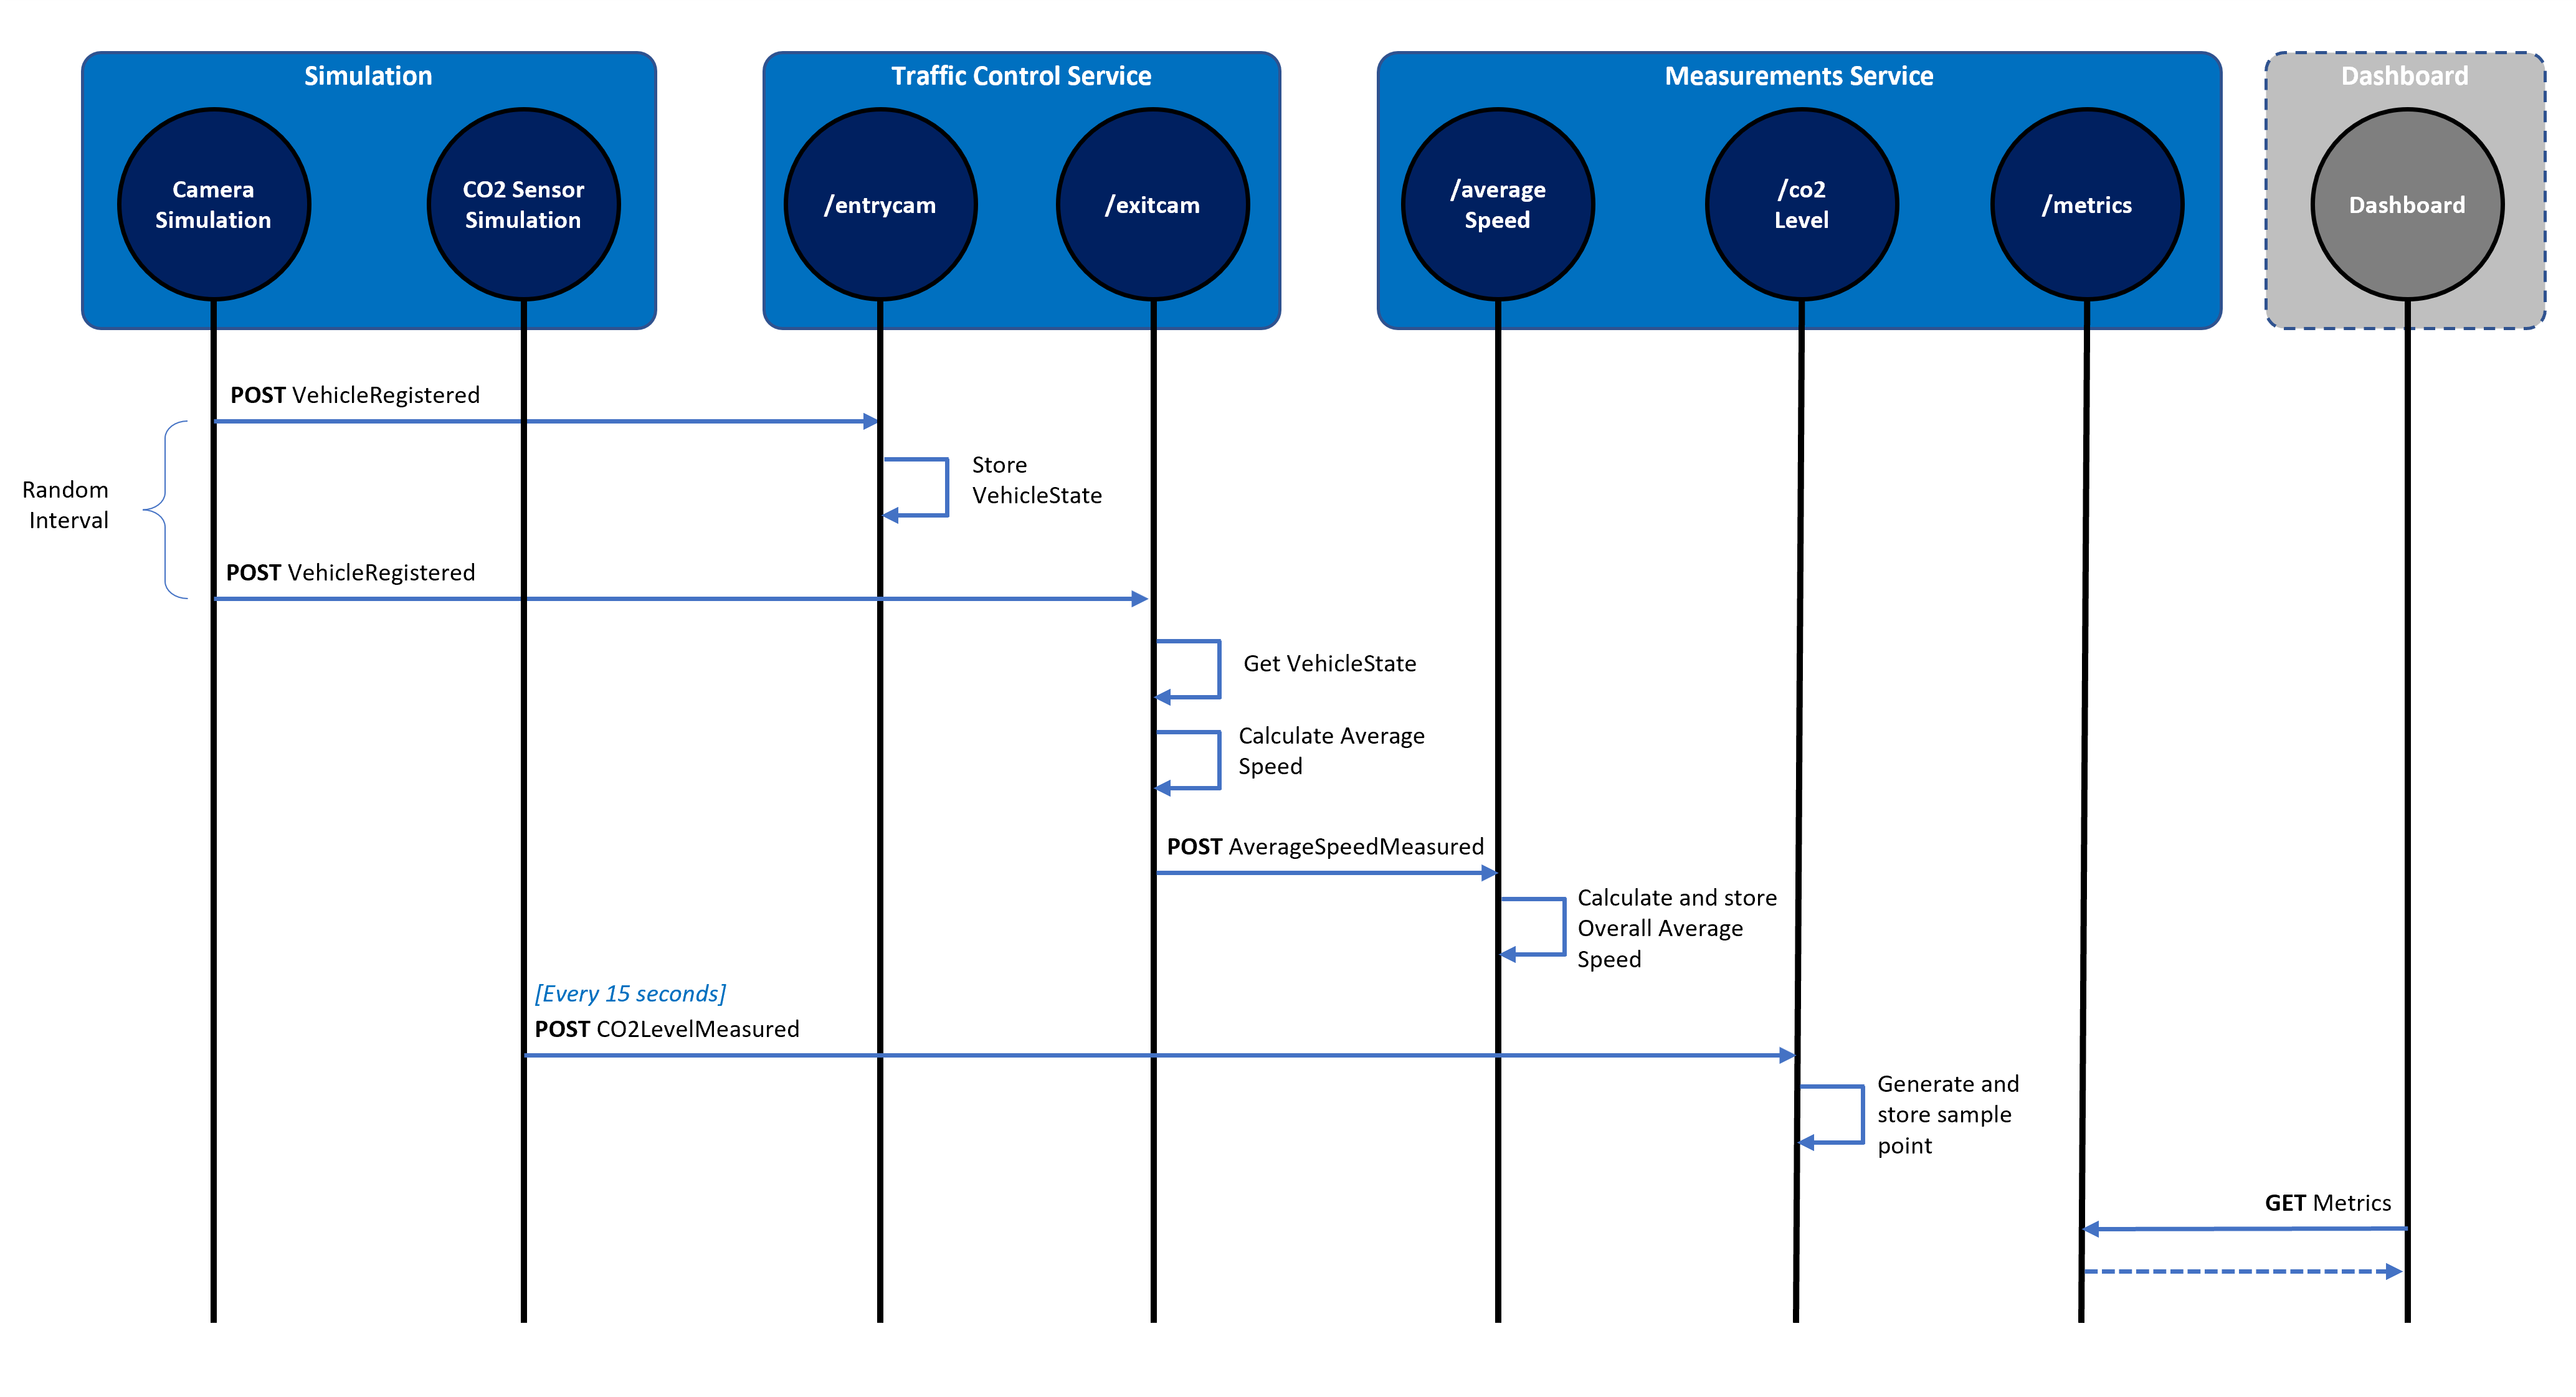 Simulation
Traffic Control Service
Measurements Service
Dashboard
Camera
Simulation
CO2 Sensor
Simulation
/entrycam
/exitcam
/average
Speed
/co2
Level
/metrics
Dashboard
POST VehicleRegistered
Store
VehicleState
Random
Interval
POST VehicleRegistered
Get VehicleState
Calculate Average
Speed
POST AverageSpeedMeasured
Calculate and store
Overall Average
Speed
[Every 15 seconds]
POST CO2LevelMeasured
Generate and
store sample
point
GET Metrics